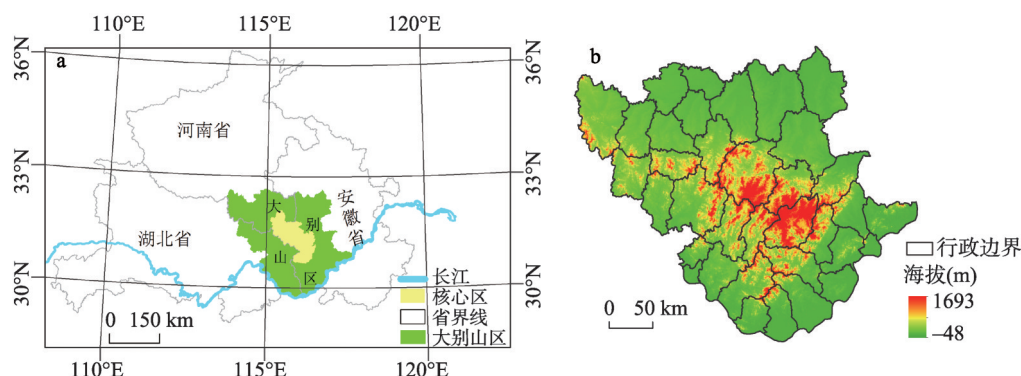 110°E 115°E 120°E
36°N
a
36°N
河南省
33°N
33°N
安徽省
大
别
湖北省
山
区
30°N
30°N
长江
核心区
省界线
大别山区
0 150 km
110°E 115°E 120°E
b
行政边界
海拔(m)
1693
–48
0 50 km